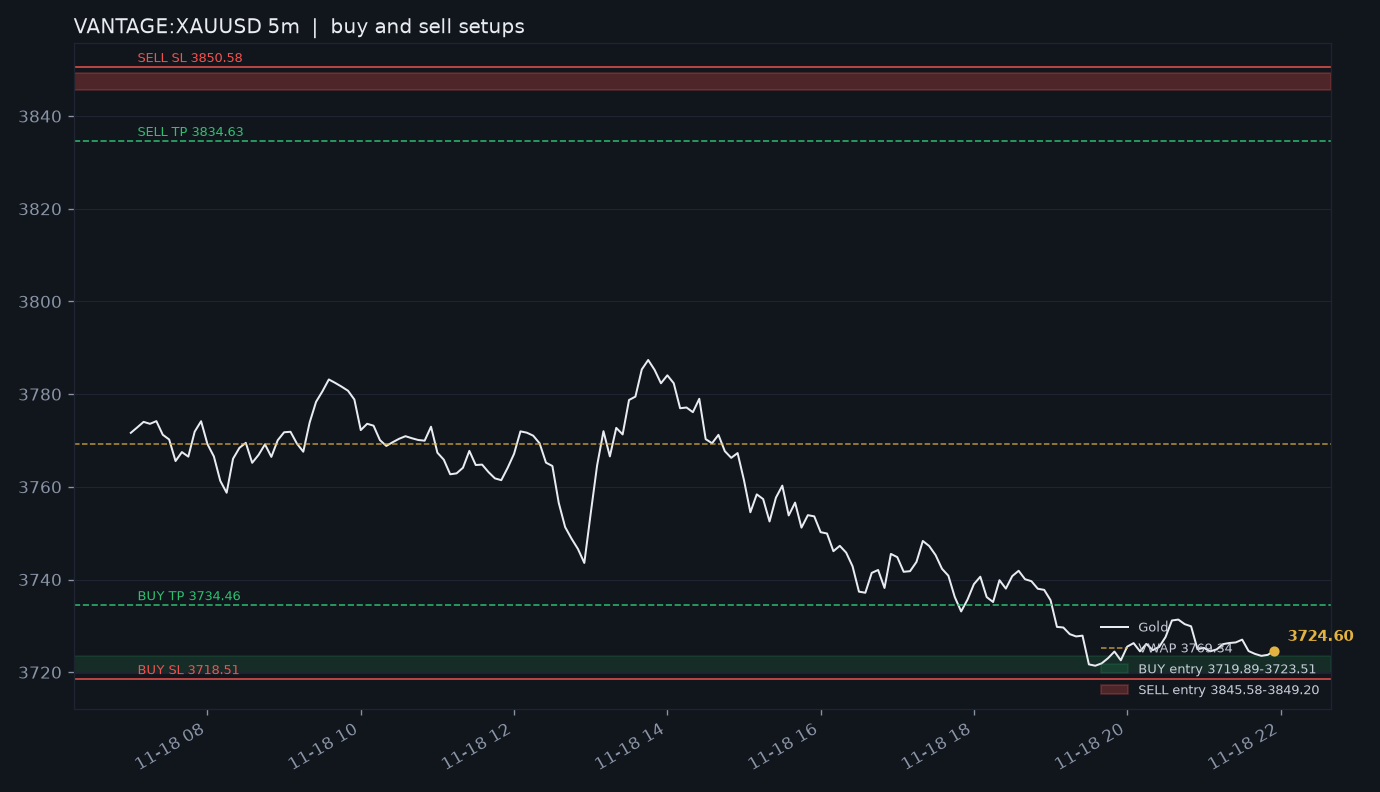 VANTAGE:XAUUSD 5m | buy and sell setups
SELL SL 3850.58
3840
SELL TP 3834.63
3820
3800
3780
3760
3740
BUY TP 3734.46
Gold
3724.60
VWAP 3769.34
BUY SL 3718.51
BUY entry 3719.89-3723.51
3720
SELL entry 3845.58-3849.20
11-18 08
11-18 10
11-18 12
11-18 14
11-18 16
11-18 18
11-18 20
11-18 22